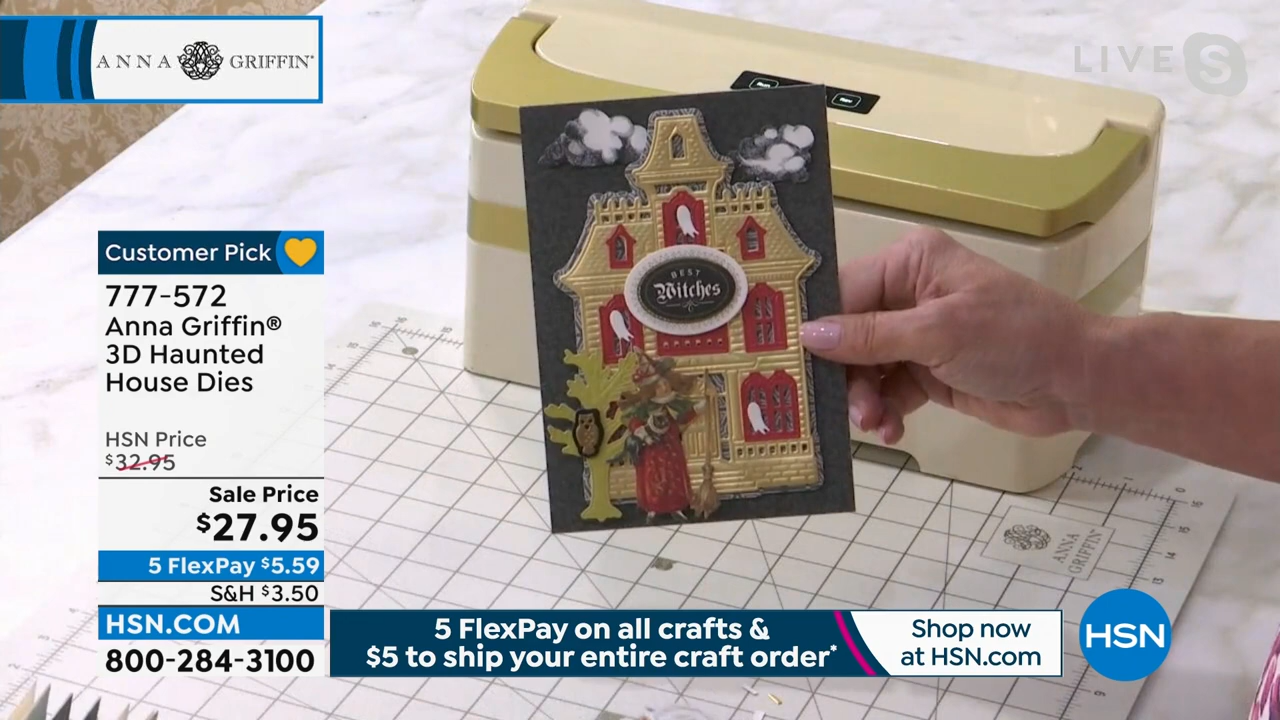 ANNA GRIFFIN
LIVE S
Customer Pick
777-572
Anna Griffin®
3D Haunted
House Dies
HSN Price
$32.95
Sale Price
$27.95
5 FlexPay $5.59
S&H $3.50
HSN.COM
800-284-3100
BEST
Witches
ANNA
GRIFFIN
5 FlexPay on all crafts &
$5 to ship your entire craft order*
Shop now
at HSN.com
HSN